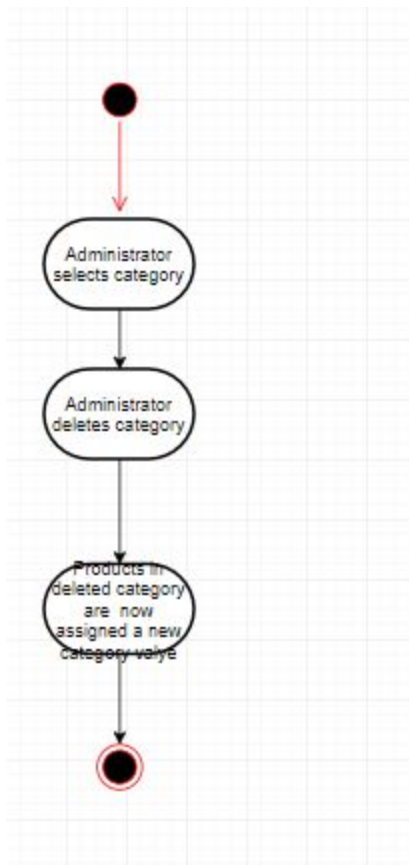 Administrator
selects category
Administrator
deletes category
Products in
deleted category
are now
assigned a new
category valye